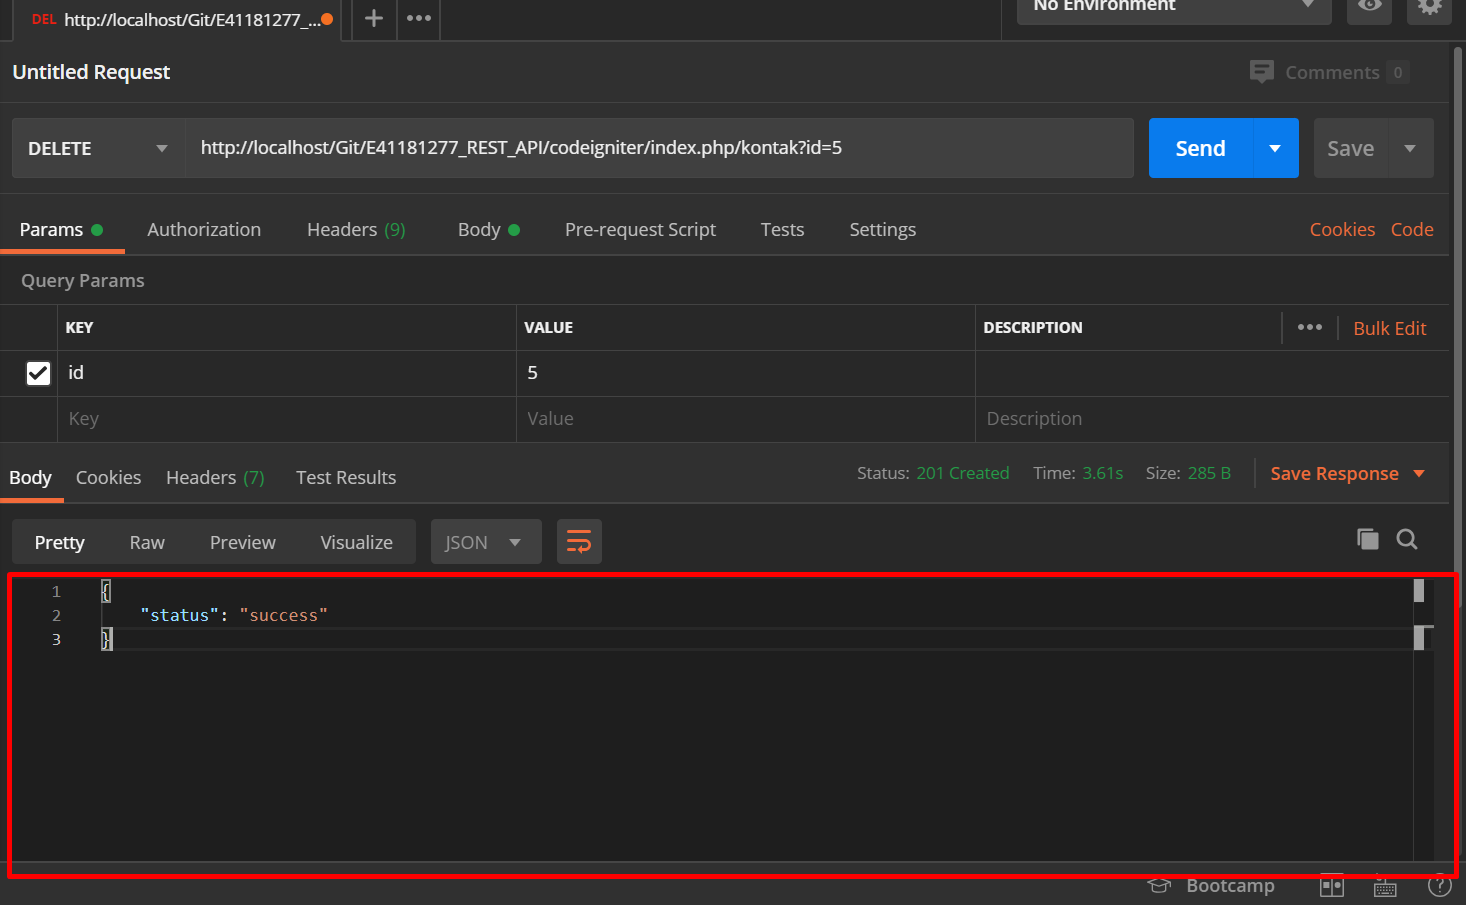 DEL http://localhost/Git/E41181277_...
No Environment
Untitled Request
Comments 0
DELETE
http://localhost/Git/E41181277_REST_API/codeigniter/index.php/kontak?id=5
Send
Save
Params Authorization Headers (9) Body Pre-request Script Tests Settings Cookies Code
Query Params
KEY VALUE DESCRIPTION ••• Bulk Edit
id 5
Key Value Description
Body Cookies Headers (7) Test Results Status: 201 Created Time: 3.61s Size: 285 B Save Response
Pretty Raw Preview Visualize JSON
1 {
2 "status": "success"
3 }
Bootcamp